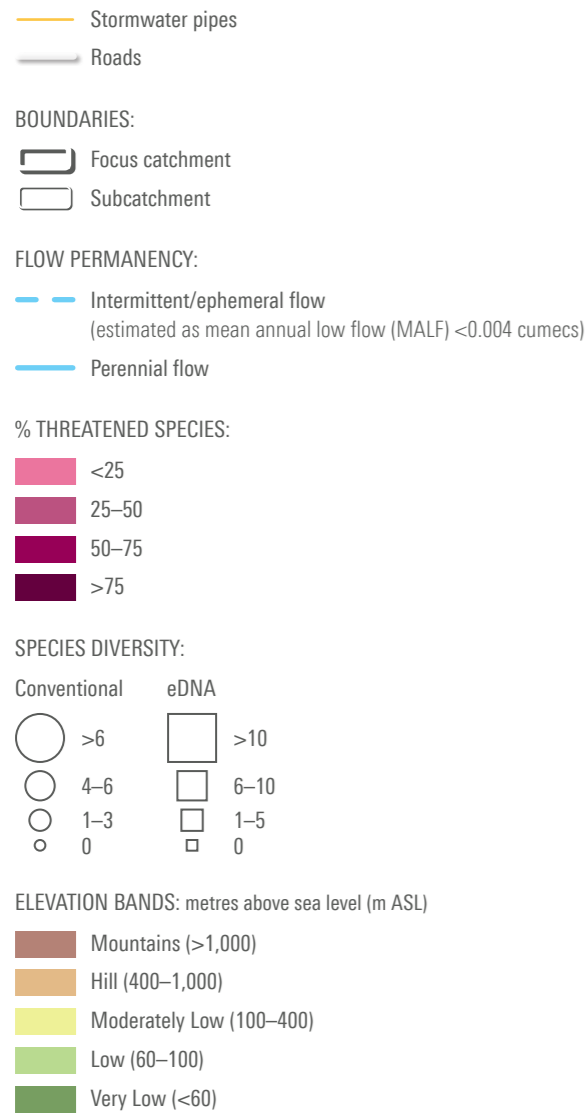 Stormwater pipes
Roads
BOUNDARIES:
Focus catchment
Subcatchment
FLOW PERMANENCY:
Intermittent/ephemeral flow
(estimated as mean annual low flow (MALF) <0.004 cumecs)
Perennial flow
% THREATENED SPECIES:
<25
25–50
50–75
>75
SPECIES DIVERSITY:
Conventional eDNA
>6 >10
4–6 6–10
1–3 1–5
0 0
ELEVATION BANDS: metres above sea level (m ASL)
Mountains (>1,000)
Hill (400–1,000)
Moderately Low (100–400)
Low (60–100)
Very Low (<60)